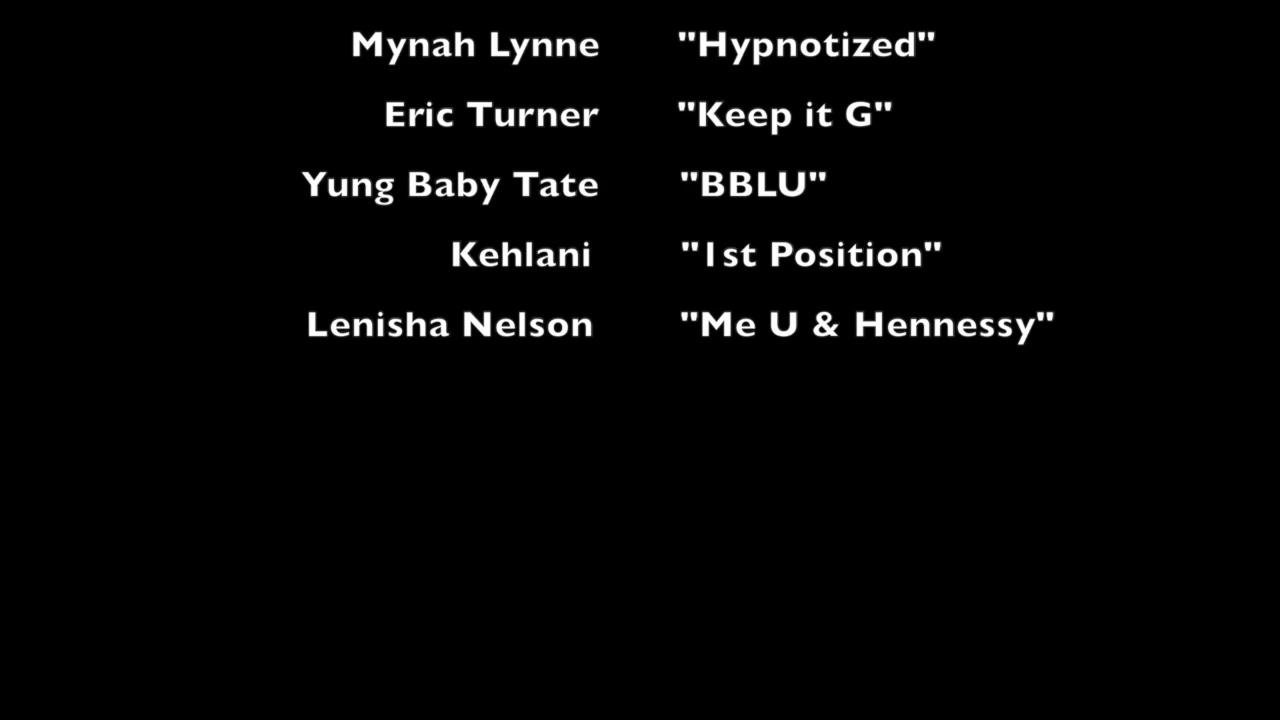 Mynah Lynne "Hypnotized"
Eric Turner "Keep it G"
Yung Baby Tate "BBLU"
Kehlani "1st Position"
Lenisha Nelson "Me U & Hennessy"